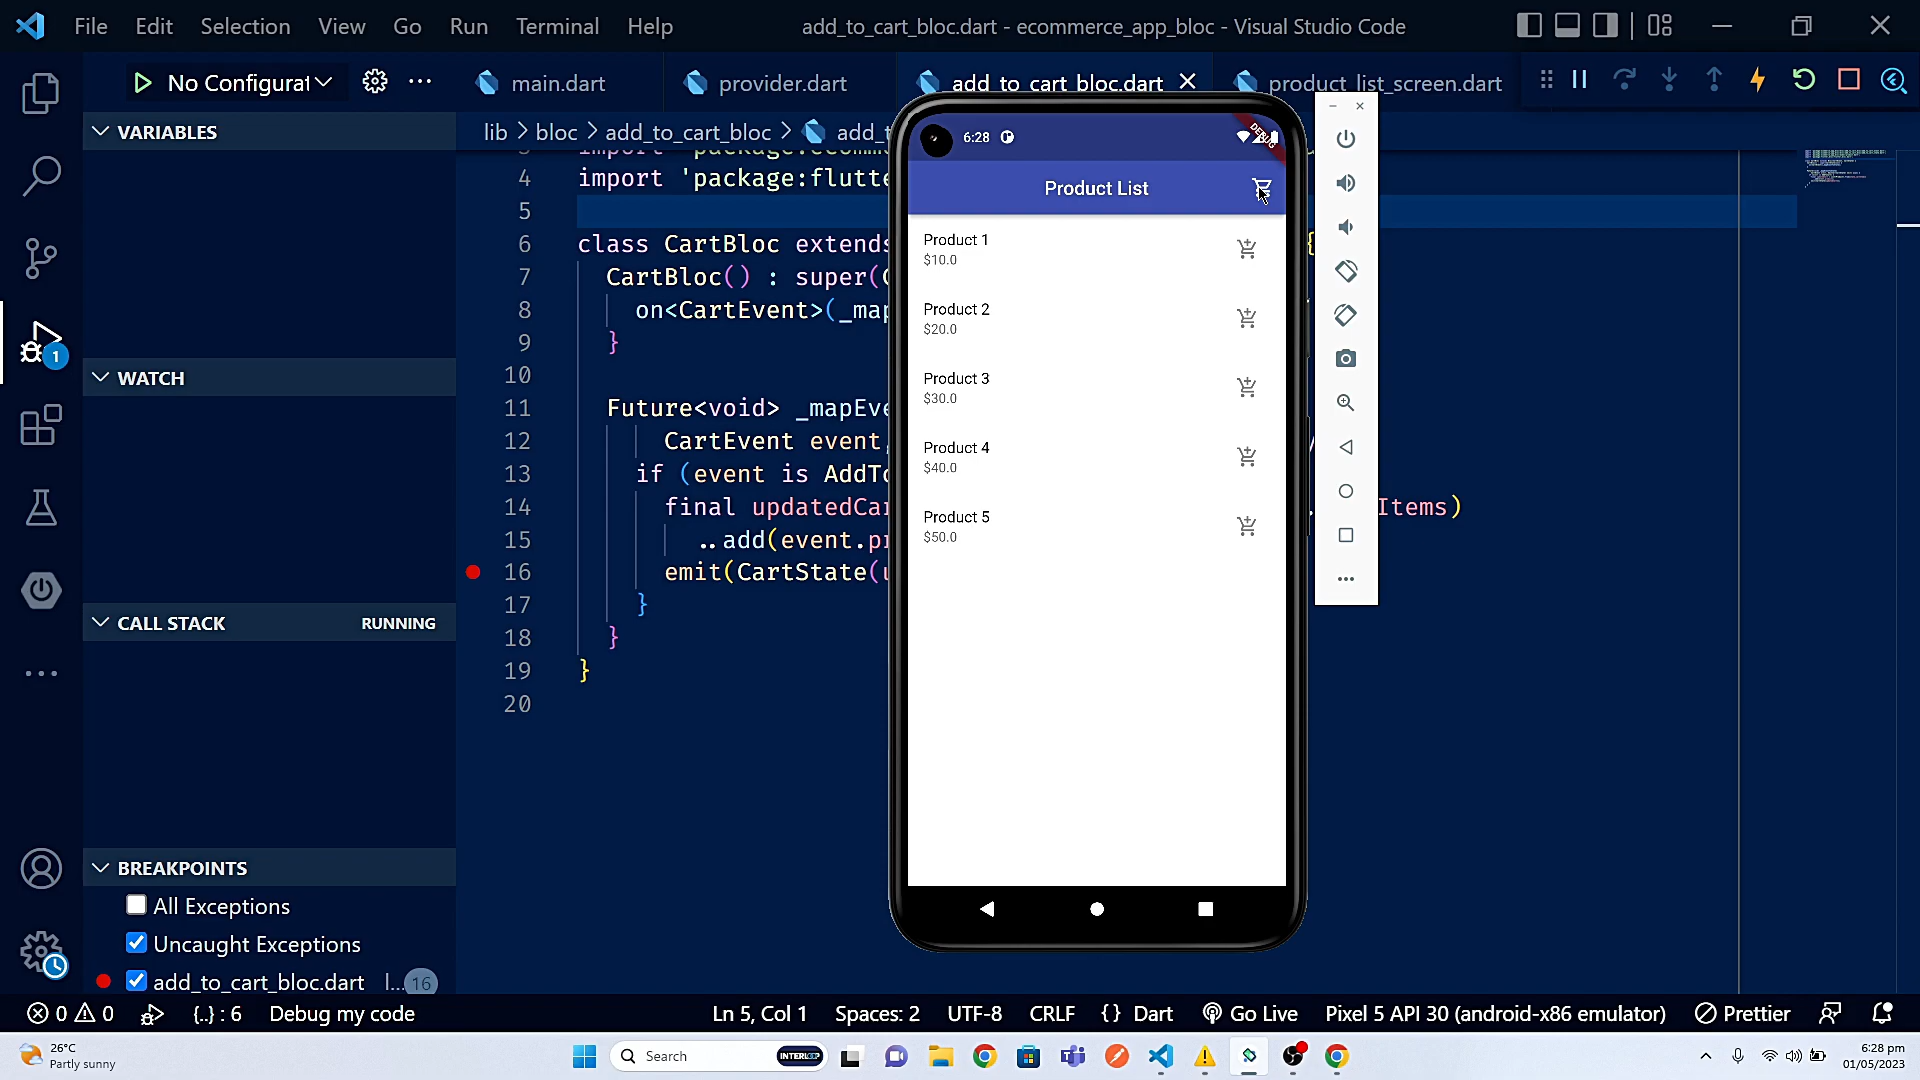 File Edit Selection View Go Run Terminal Help
add_to_cart_bloc.dart - ecommerce_app_bloc - Visual Studio Code
No Configurat
main.dart
provider.dart
add_to_cart_bloc.dart
product_list_screen.dart
VARIABLES
WATCH
CALL STACK RUNNING
BREAKPOINTS
All Exceptions
Uncaught Exceptions
add_to_cart_bloc.dart l... 16
1
lib > bloc > add_to_cart_bloc > add_t
import 'package:ecomme
4 import 'package:flutte
5
6 class CartBloc extends {
7 CartBloc() : super(C
8 on<CartEvent>(_map
9 }
10
11 Future<void> _mapEve
12 CartEvent event,
13 if (event is AddTo
14 final updatedCar .Items)
15 ..add(event.pr
16 emit(CartState(u
17 }
18 }
19 }
20
6:28
DEBUG
Product List
Product 1
$10.0
Product 2
$20.0
Product 3
$30.0
Product 4
$40.0
Product 5
$50.0
0 0 {..} : 6 Debug my code Ln 5, Col 1 Spaces: 2 UTF-8 CRLF {} Dart Go Live Pixel 5 API 30 (android-x86 emulator) Prettier
26°C
Partly sunny
Search
INTERLOOP
6:28 pm
01/05/2023